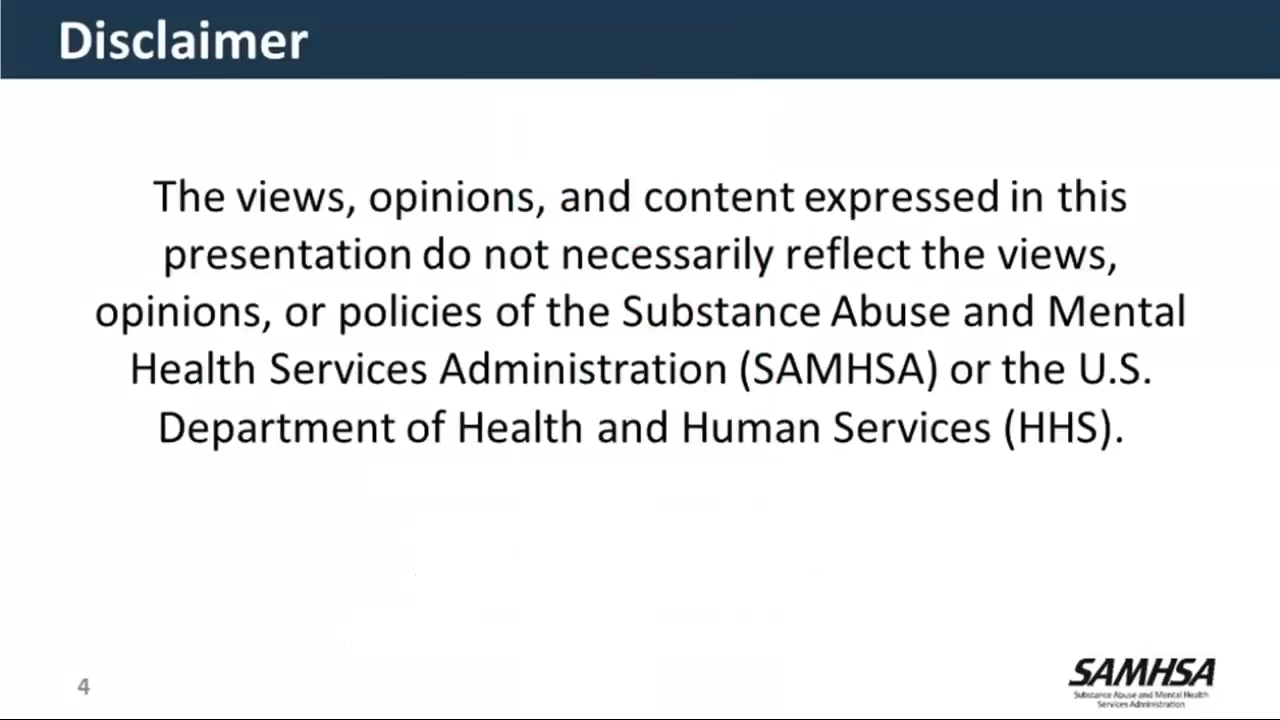 Disclaimer
The views, opinions, and content expressed in this
presentation do not necessarily reflect the views,
opinions, or policies of the Substance Abuse and Mental
Health Services Administration (SAMHSA) or the U.S.
Department of Health and Human Services (HHS).
4
SAMHSA
Substance Abuse and Mental Health
Services Administration